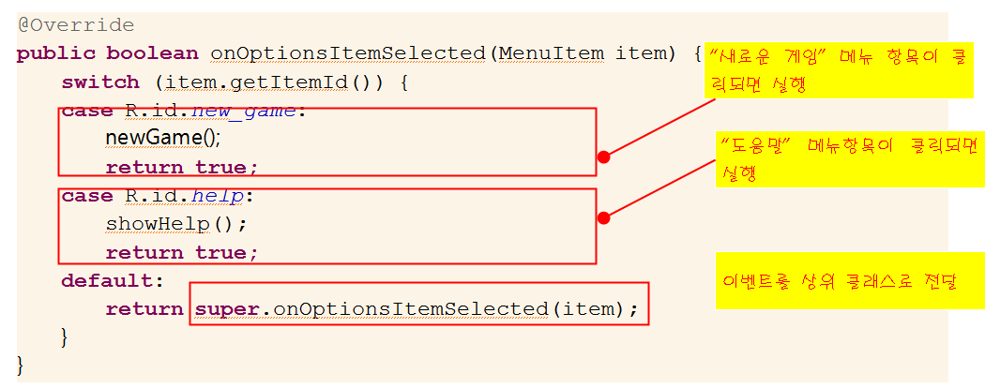 @Override
public boolean onOptionsItemSelected(MenuItem item) {
switch (item.getItemId()) {
case R.id.new_game:
newGame();
return true;
case R.id.help:
showHelp();
return true;
default:
return super.onOptionsItemSelected(item);
}
}
“새로운 게임” 메뉴 항목이 클
릭되면 실행
“도움말” 메뉴항목이 클릭되면
실행
이벤트를 상위 클래스로 전달